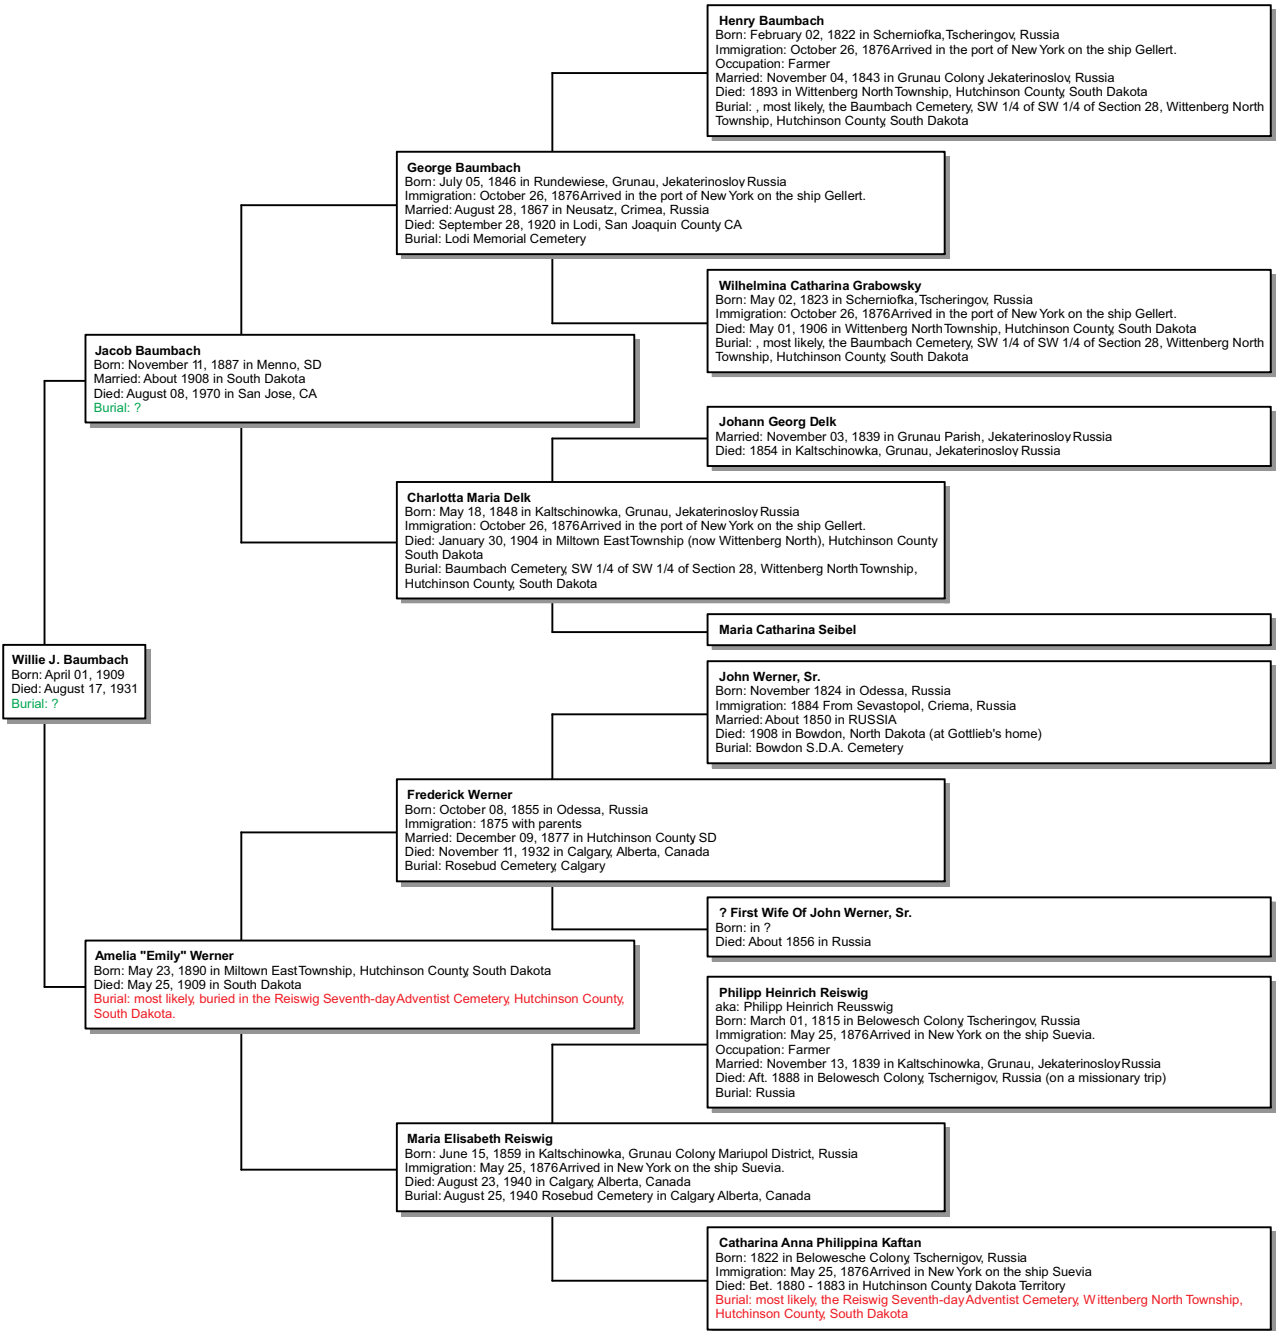 Henry Baumbach
Born: February 02, 1822 in Scherniofka, Tscheringov, Russia
Immigration: October 26, 1876 Arrived in the port of New York on the ship Gellert.
Occupation: Farmer
Married: November 04, 1843 in Grunau Colony, Jekaterinoslov, Russia
Died: 1893 in Wittenberg North Township, Hutchinson County, South Dakota
Burial: , most likely, the Baumbach Cemetery, SW 1/4 of SW 1/4 of Section 28, Wittenberg North
Township, Hutchinson County, South Dakota
George Baumbach
Born: July 05, 1846 in Rundewiese, Grunau, Jekaterinoslov, Russia
Immigration: October 26, 1876 Arrived in the port of New York on the ship Gellert.
Married: August 28, 1867 in Neusatz, Crimea, Russia
Died: September 28, 1920 in Lodi, San Joaquin County, CA
Burial: Lodi Memorial Cemetery
Wilhelmina Catharina Grabowsky
Born: May 02, 1823 in Scherniofka, Tscheringov, Russia
Immigration: October 26, 1876 Arrived in the port of New York on the ship Gellert.
Died: May 01, 1906 in Wittenberg North Township, Hutchinson County, South Dakota
Burial: , most likely, the Baumbach Cemetery, SW 1/4 of SW 1/4 of Section 28, Wittenberg North
Township, Hutchinson County, South Dakota
Jacob Baumbach
Born: November 11, 1887 in Menno, SD
Married: About 1908 in South Dakota
Died: August 08, 1970 in San Jose, CA
Burial: ?
Johann Georg Delk
Married: November 03, 1839 in Grunau Parish, Jekaterinoslov, Russia
Died: 1854 in Kaltschinowka, Grunau, Jekaterinoslov, Russia
Charlotta Maria Delk
Born: May 18, 1848 in Kaltschinowka, Grunau, Jekaterinoslov, Russia
Immigration: October 26, 1876 Arrived in the port of New York on the ship Gellert.
Died: January 30, 1904 in Miltown East Township (now Wittenberg North), Hutchinson County,
South Dakota
Burial: Baumbach Cemetery, SW 1/4 of SW 1/4 of Section 28, Wittenberg North Township,
Hutchinson County, South Dakota
Maria Catharina Seibel
Willie J. Baumbach
Born: April 01, 1909
Died: August 17, 1931
Burial: ?
John Werner, Sr.
Born: November 1824 in Odessa, Russia
Immigration: 1884 From Sevastopol, Criema, Russia
Married: About 1850 in RUSSIA
Died: 1908 in Bowdon, North Dakota (at Gottlieb's home)
Burial: Bowdon S.D.A. Cemetery
Frederick Werner
Born: October 08, 1855 in Odessa, Russia
Immigration: 1875 with parents
Married: December 09, 1877 in Hutchinson County, SD
Died: November 11, 1932 in Calgary, Alberta, Canada
Burial: Rosebud Cemetery, Calgary
? First Wife Of John Werner, Sr.
Born: in ?
Died: About 1856 in Russia
Amelia "Emily" Werner
Born: May 23, 1890 in Miltown East Township, Hutchinson County, South Dakota
Died: May 25, 1909 in South Dakota
Burial: most likely, buried in the Reiswig Seventh-day Adventist Cemetery, Hutchinson County,
South Dakota.
Philipp Heinrich Reiswig
aka: Philipp Heinrich Reusswig
Born: March 01, 1815 in Belowesch Colony, Tscheringov, Russia
Immigration: May 25, 1876 Arrived in New York on the ship Suevia.
Occupation: Farmer
Married: November 13, 1839 in Kaltschinowka, Grunau, Jekaterinoslov, Russia
Died: Aft. 1888 in Belowesch Colony, Tschernigov, Russia (on a missionary trip)
Burial: Russia
Maria Elisabeth Reiswig
Born: June 15, 1859 in Kaltschinowka, Grunau Colony, Mariupol District, Russia
Immigration: May 25, 1876 Arrived in New York on the ship Suevia.
Died: August 23, 1940 in Calgary, Alberta, Canada
Burial: August 25, 1940 Rosebud Cemetery in Calgary, Alberta, Canada
Catharina Anna Philippina Kaftan
Born: 1822 in Belowesche Colony, Tschernigov, Russia
Immigration: May 25, 1876 Arrived in New York on the ship Suevia
Died: Bet. 1880 - 1883 in Hutchinson County, Dakota Territory
Burial: most likely, the Reiswig Seventh-day Adventist Cemetery, Wittenberg North Township,
Hutchinson County, South Dakota